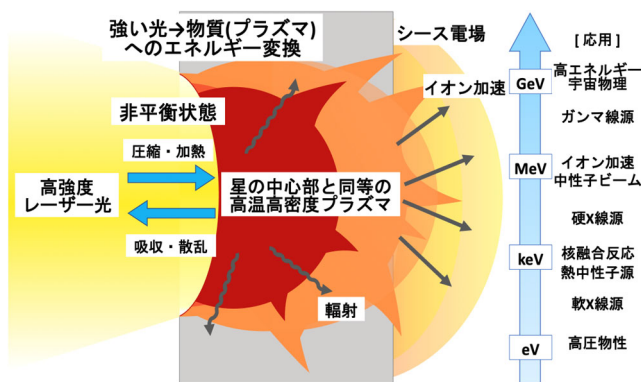 強い光→物質(プラズマ)
へのエネルギー変換
シース電場
[応用]
非平衡状態
イオン加速
GeV
高エネルギー
宇宙物理
圧縮・加熱
ガンマ線源
高強度
レーザー光
星の中心部と同等の
高温高密度プラズマ
MeV
イオン加速
中性子ビーム
吸収・散乱
硬X線源
keV
核融合反応
熱中性子源
輻射
軟X線源
eV
高圧物性